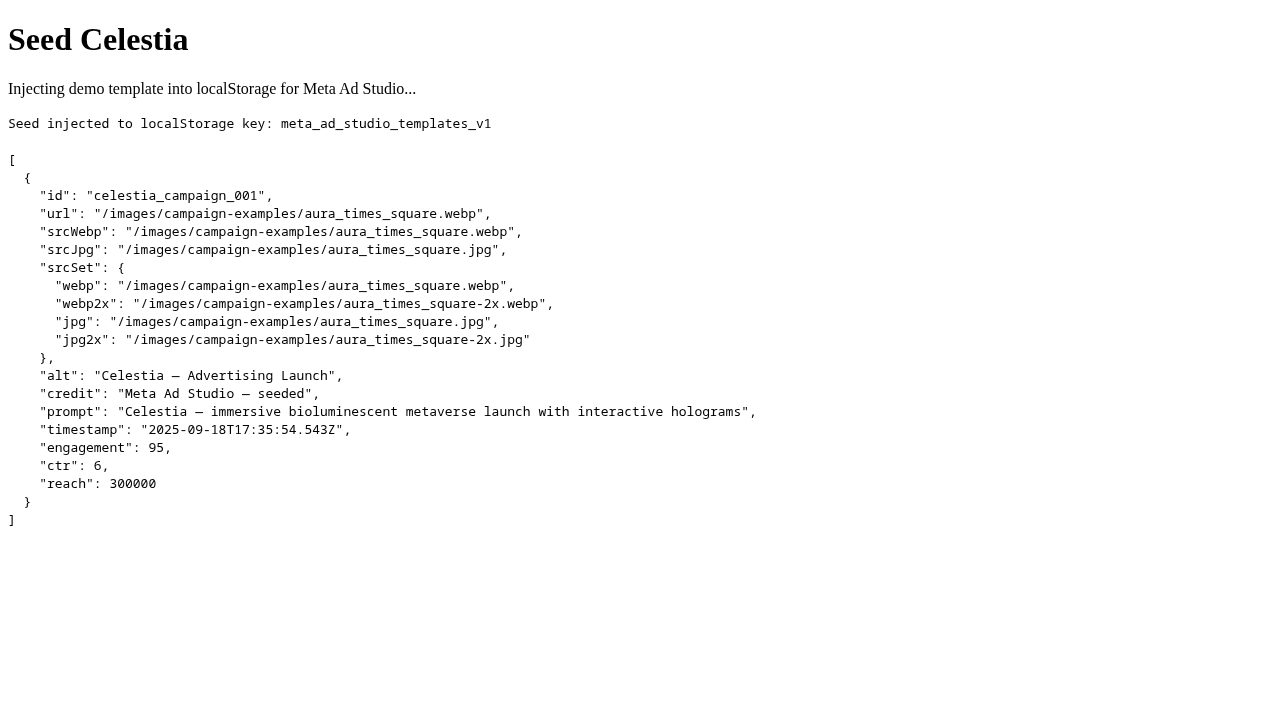 Seed Celestia
Injecting demo template into localStorage for Meta Ad Studio...
Seed injected to localStorage key: meta_ad_studio_templates_v1
[
  {
    "id": "celestia_campaign_001",
    "url": "/images/campaign-examples/aura_times_square.webp",
    "srcWebp": "/images/campaign-examples/aura_times_square.webp",
    "srcJpg": "/images/campaign-examples/aura_times_square.jpg",
    "srcSet": {
      "webp": "/images/campaign-examples/aura_times_square.webp",
      "webp2x": "/images/campaign-examples/aura_times_square-2x.webp",
      "jpg": "/images/campaign-examples/aura_times_square.jpg",
      "jpg2x": "/images/campaign-examples/aura_times_square-2x.jpg"
    },
    "alt": "Celestia — Advertising Launch",
    "credit": "Meta Ad Studio — seeded",
    "prompt": "Celestia — immersive bioluminescent metaverse launch with interactive holograms",
    "timestamp": "2025-09-18T17:35:54.543Z",
    "engagement": 95,
    "ctr": 6,
    "reach": 300000
  }
]